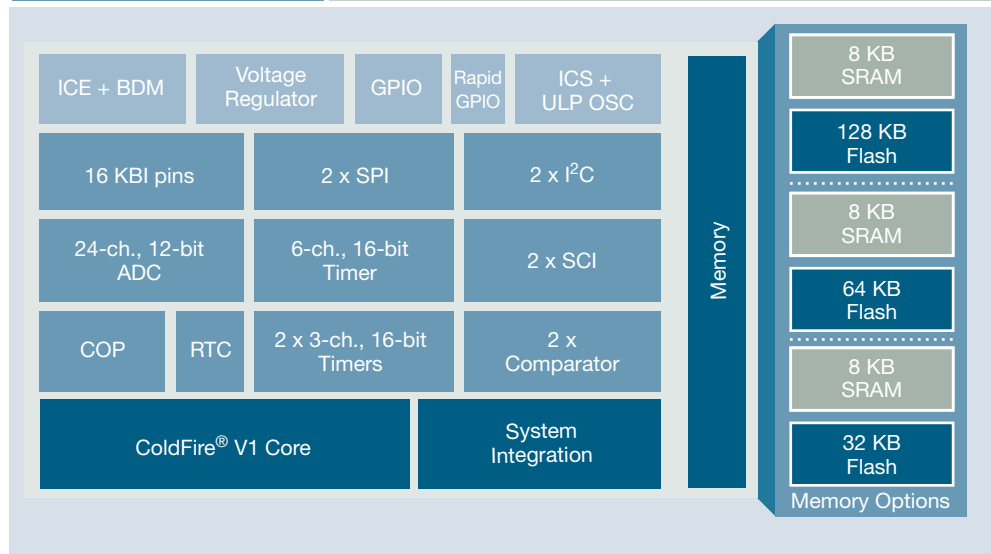 ICE + BDM
Voltage
Regulator
GPIO
Rapid
GPIO
ICS +
ULP OSC
16 KBI pins
2 x SPI
2 x I²C
24-ch., 12-bit
ADC
6-ch., 16-bit
Timer
2 x SCI
COP
RTC
2 x 3-ch., 16-bit
Timers
2 x
Comparator
ColdFire® V1 Core
System
Integration
Memory
8 KB
SRAM
128 KB
Flash
8 KB
SRAM
64 KB
Flash
8 KB
SRAM
32 KB
Flash
Memory Options